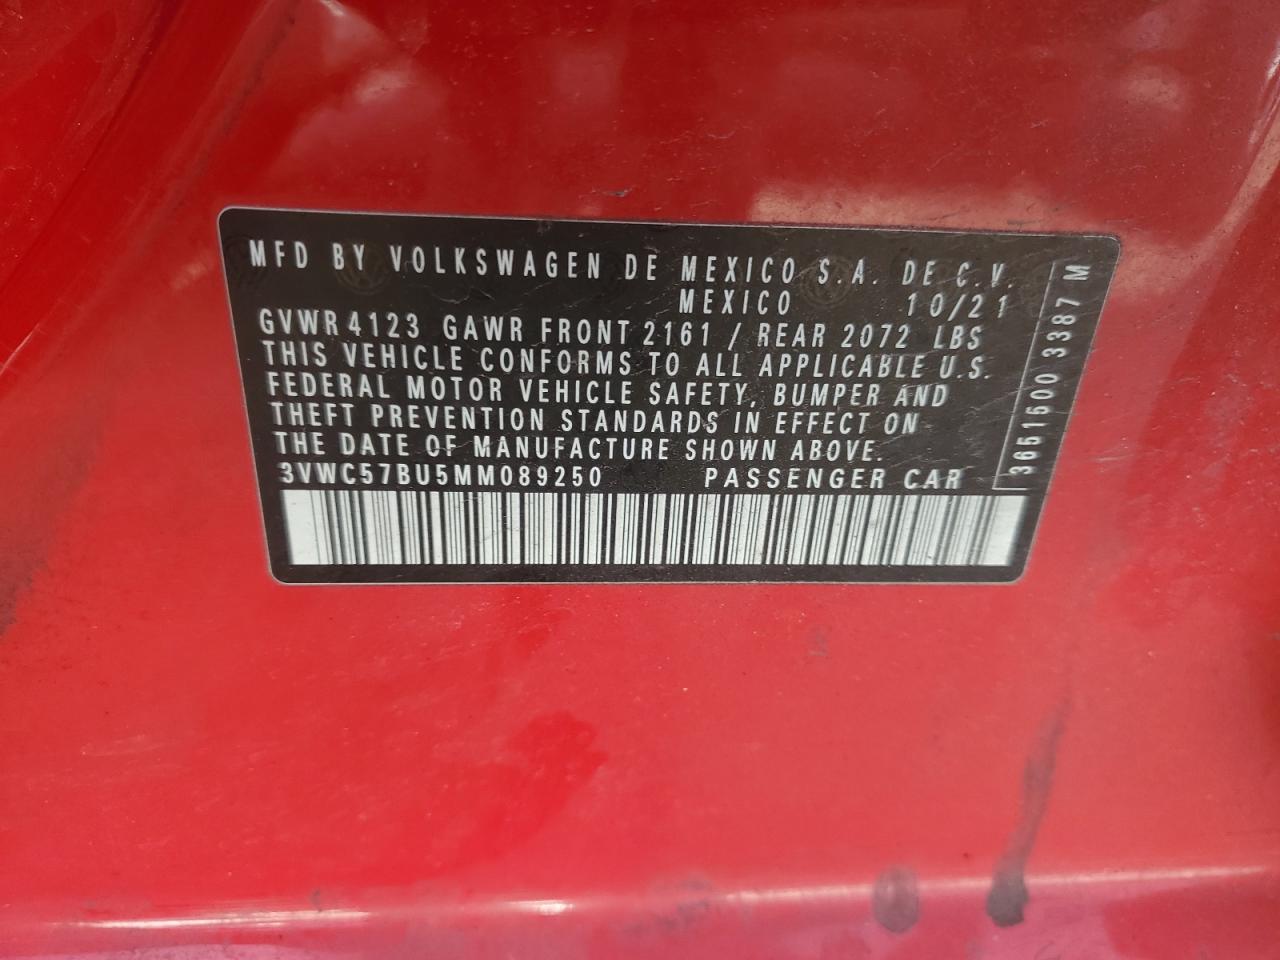 MFD BY VOLKSWAGEN DE MEXICO S.A. DE C.V.
MEXICO 10/21
GVWR 4123 GAWR FRONT 2161 / REAR 2072 LBS
THIS VEHICLE CONFORMS TO ALL APPLICABLE U.S.
FEDERAL MOTOR VEHICLE SAFETY, BUMPER AND
THEFT PREVENTION STANDARDS IN EFFECT ON
THE DATE OF MANUFACTURE SHOWN ABOVE.
3VWC57BU5MM089250 PASSENGER CAR
3661500 3387 M